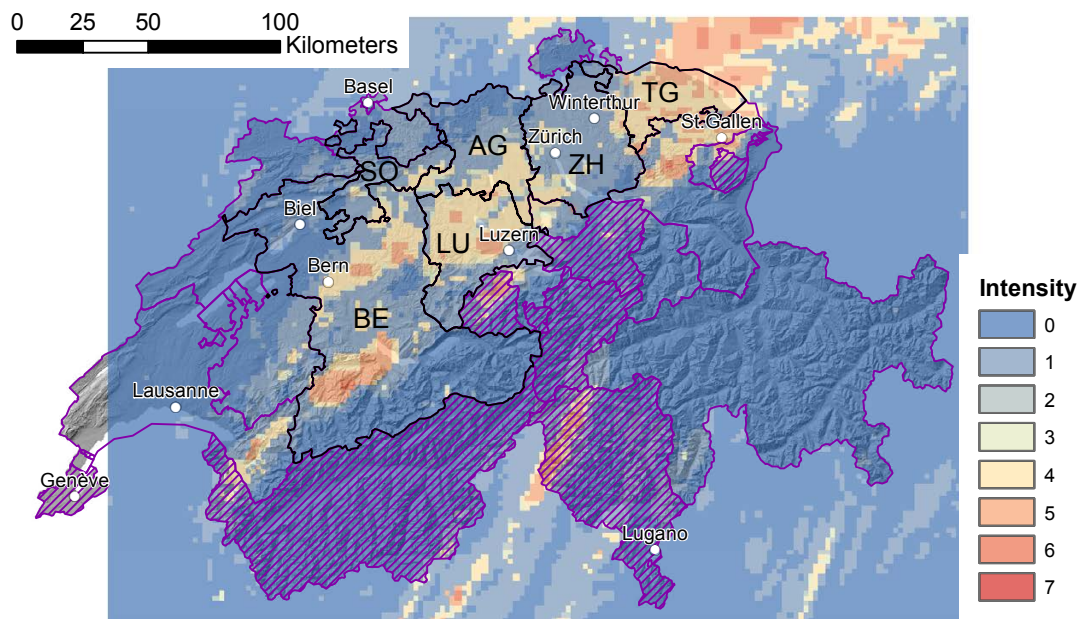 0 25 50 100
Kilometers
Basel
Winterthur
TG
St Gallen
Zürich
AG
ZH
SO
Biel
LU
Luzern
Bern
BE
Lausanne
Genève
Lugano
Intensity
0
1
2
3
4
5
6
7